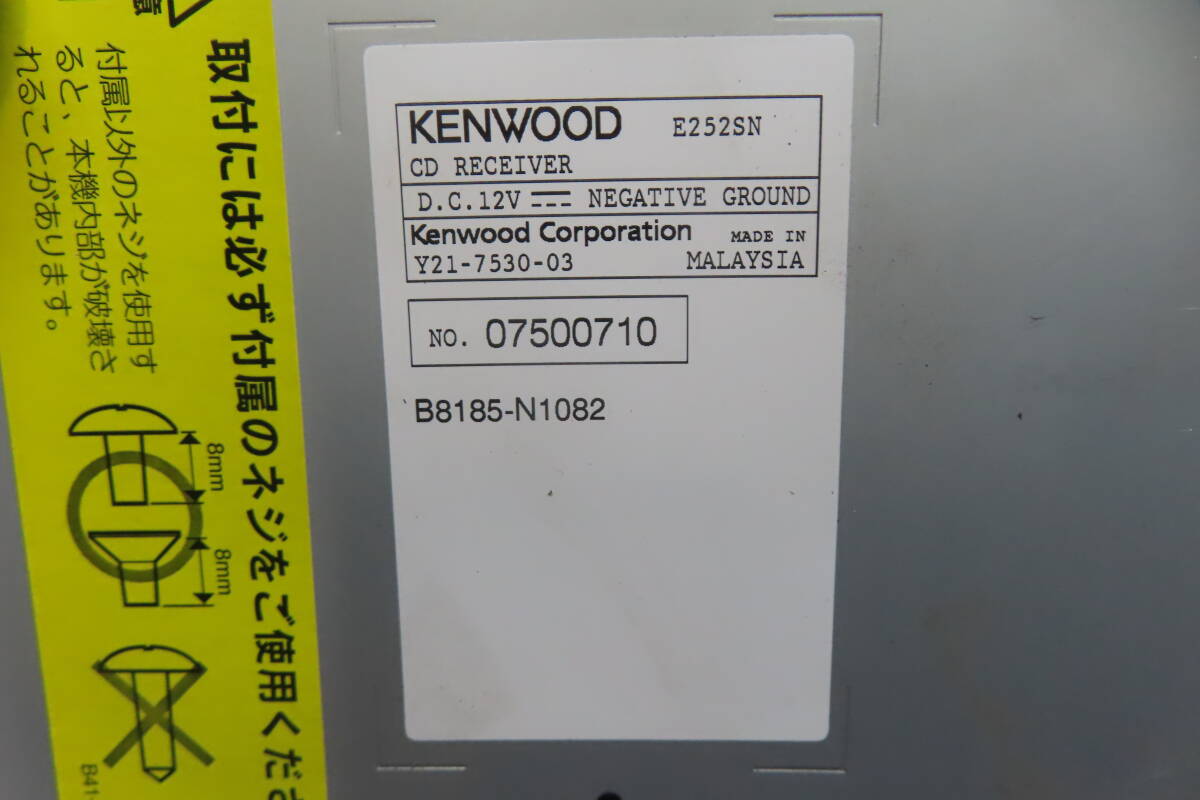 意
取付には必ず付属のネジをご使用くださ
付属以外のネジを使用す
ると、本機内部が破壊さ
れることがあります。
8mm
8mm
B41-
KENWOOD E252SN
CD RECEIVER
D.C.12V NEGATIVE GROUND
Kenwood Corporation MADE IN
Y21-7530-03 MALAYSIA
NO. 07500710
B8185-N1082